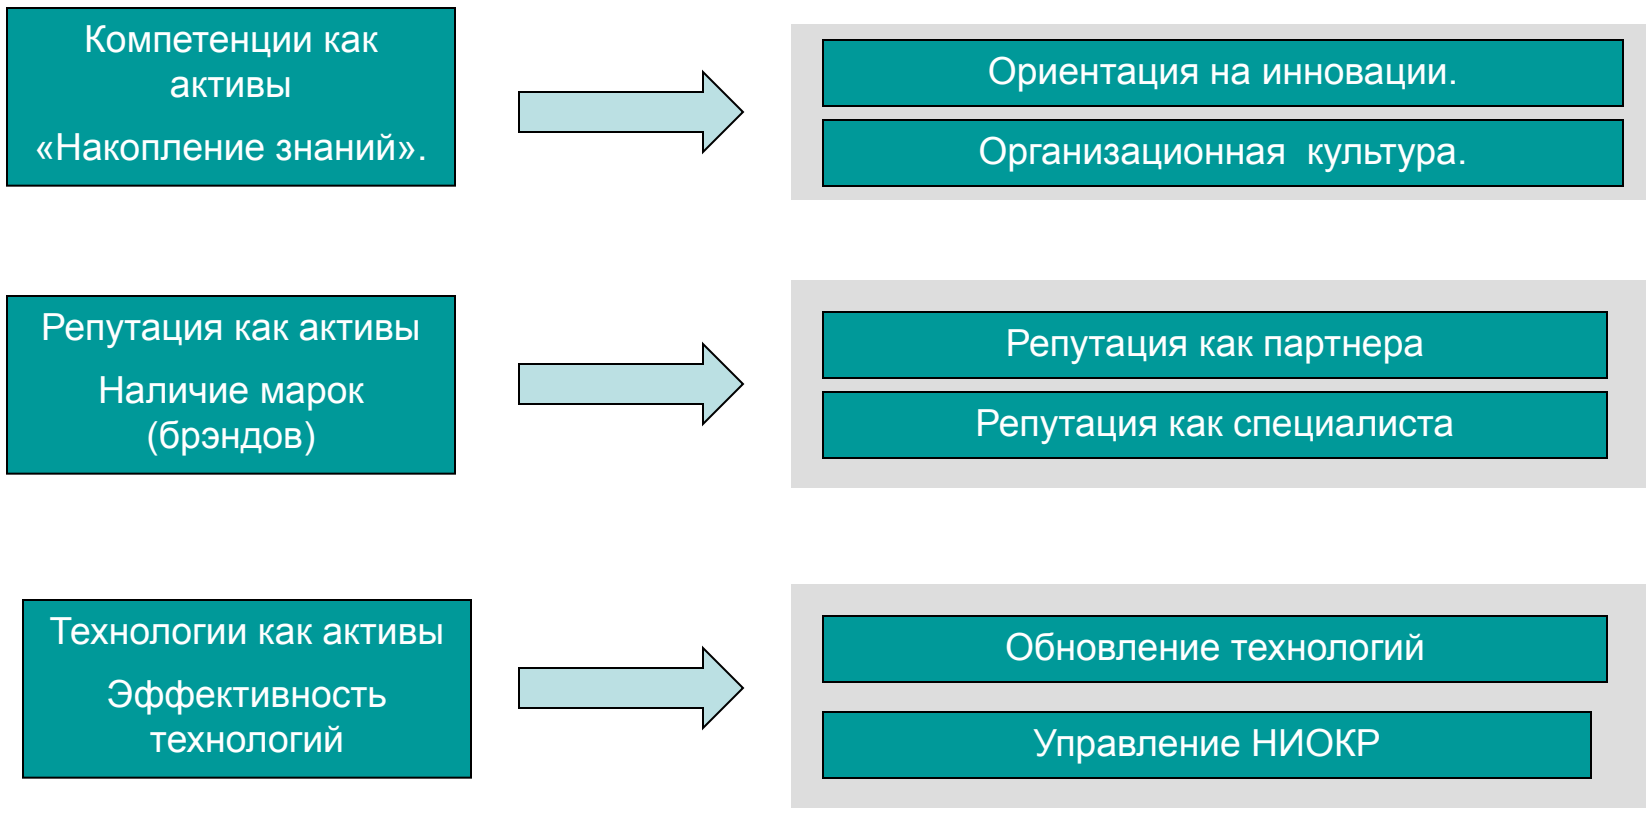 Компетенции как
активы
«Накопление знаний».
Ориентация на инновации.
Организационная  культура.
Репутация как активы
Наличие марок
(брэндов)
Репутация как партнера
Репутация как специалиста
Технологии как активы
Эффективность
технологий
Обновление технологий
Управление НИОКР